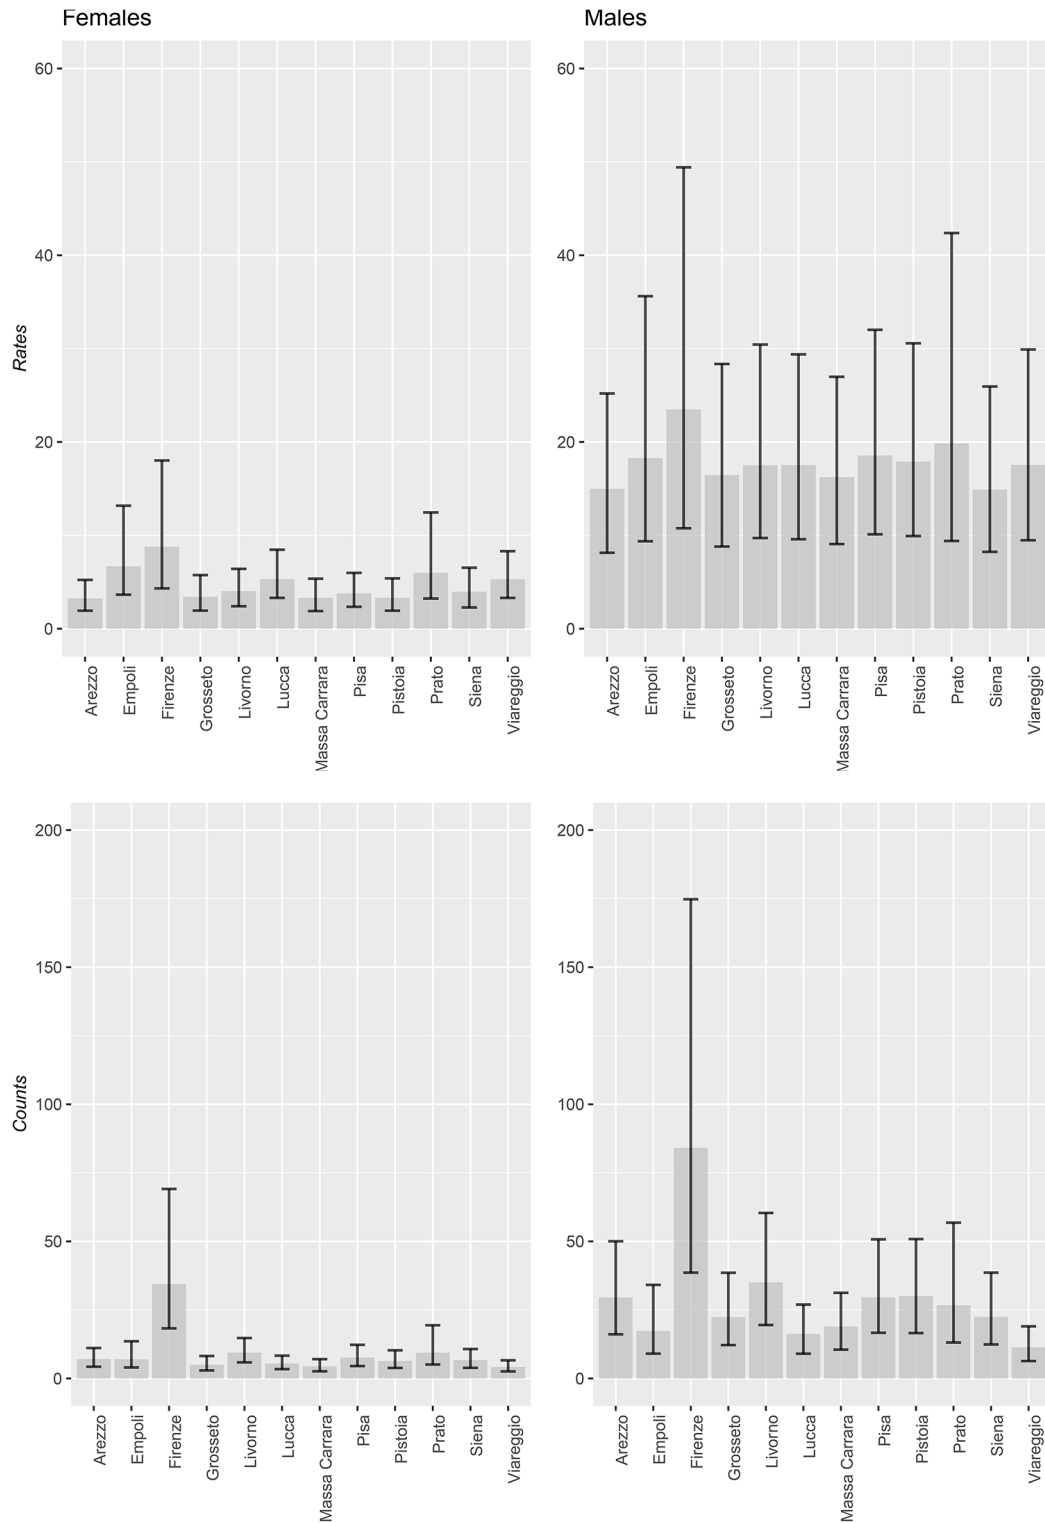 Females
Males
60
40
20
0
Rates
Arezzo
Empoli
Firenze
Grosseto
Livorno
Lucca
Massa Carrara
Pisa
Pistoia
Prato
Siena
Viareggio
60
40
20
0
Arezzo
Empoli
Firenze
Grosseto
Livorno
Lucca
Massa Carrara
Pisa
Pistoia
Prato
Siena
Viareggio
200
150
100
50
0
Counts
Arezzo
Empoli
Firenze
Grosseto
Livorno
Lucca
Massa Carrara
Pisa
Pistoia
Prato
Siena
Viareggio
200
150
100
50
0
Arezzo
Empoli
Firenze
Grosseto
Livorno
Lucca
Massa Carrara
Pisa
Pistoia
Prato
Siena
Viareggio